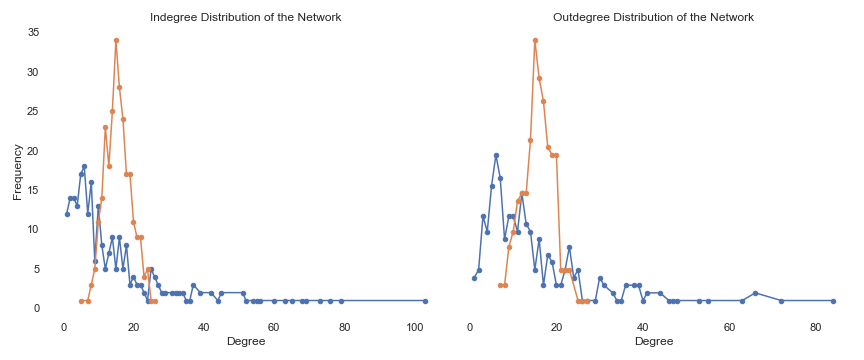 Indegree Distribution of the Network
Outdegree Distribution of the Network
Frequency
35
30
25
20
15
10
5
0
0 20 40 60 80 100
0 20 40 60 80
Degree
Degree